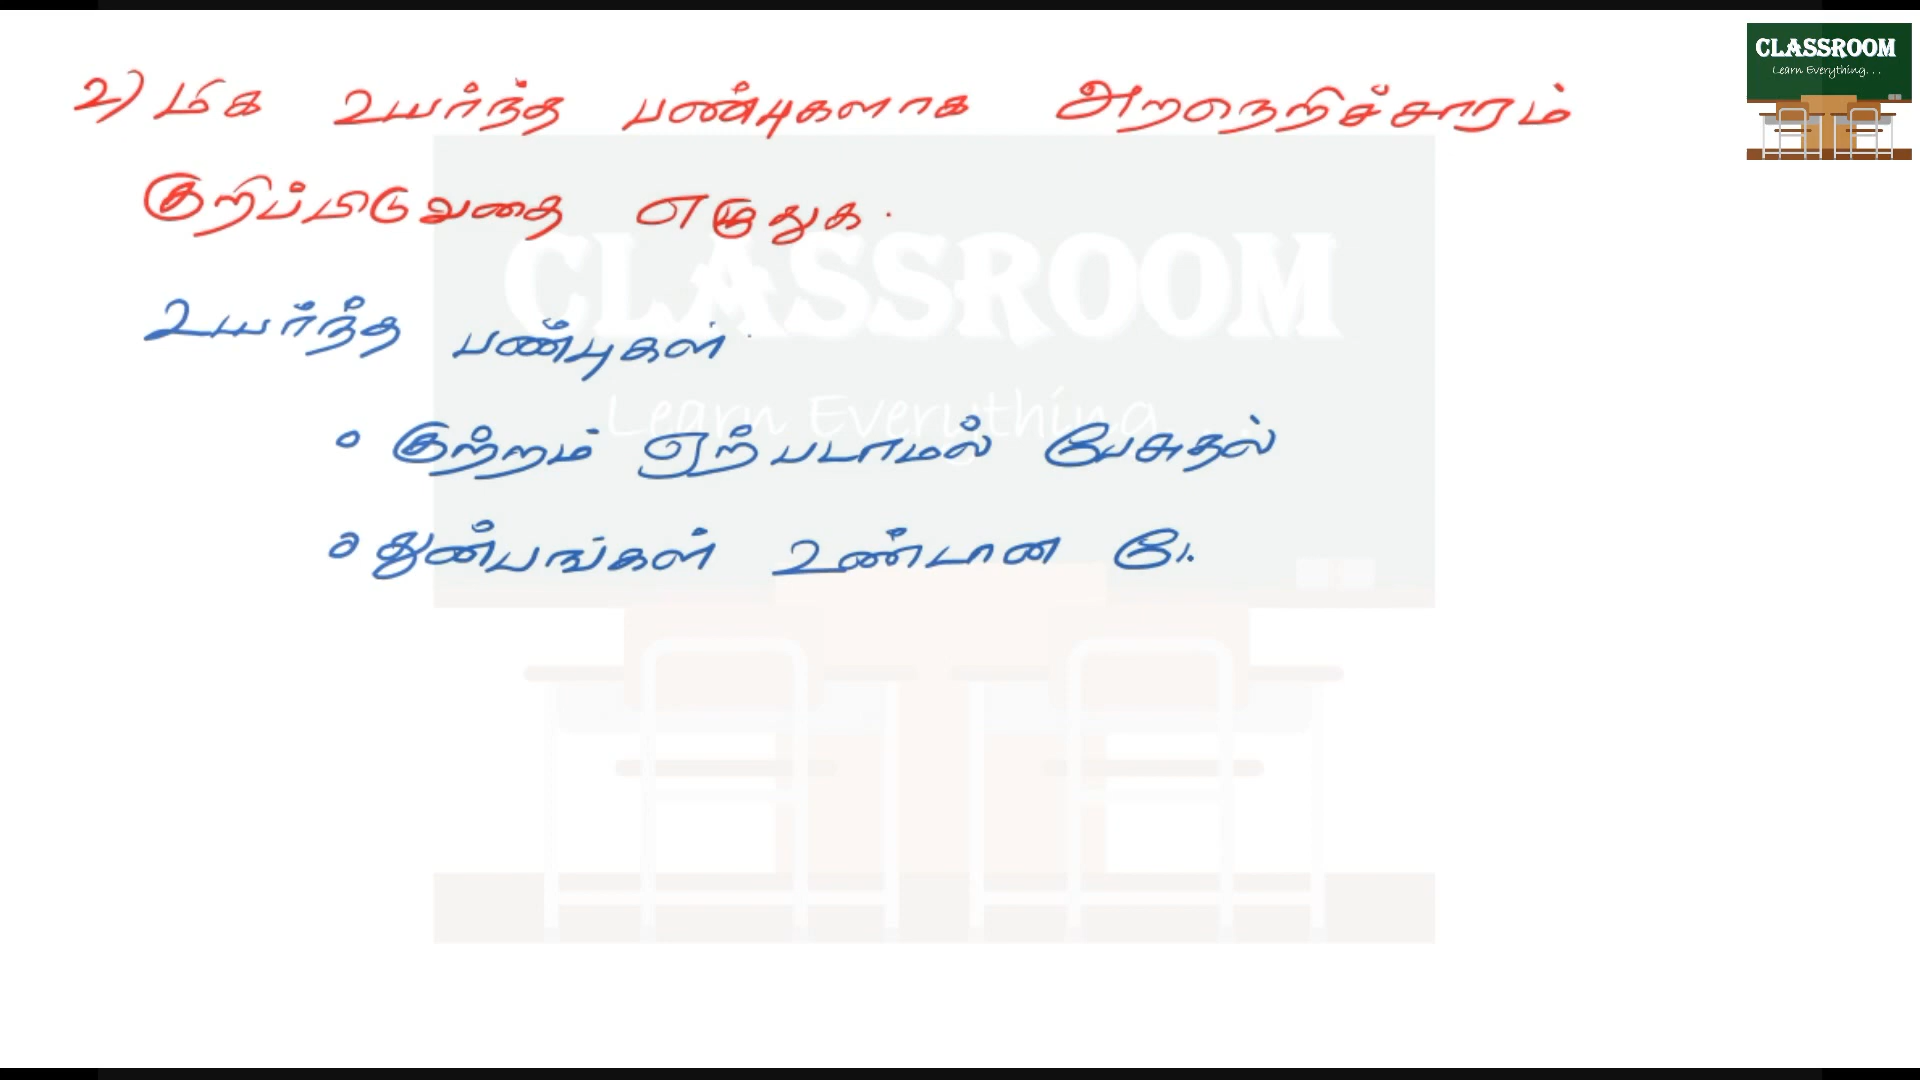 CLASSROOM
Learn Everything...
2) மிக உயர்ந்த பண்புகளாக அறநெறிச்சாரம்
குறிப்பிடுவதை எழுதுக.
உயர்ந்த பண்புகள்
• குற்றம் ஏற்படாமல் பேசுதல்
• துன்பங்கள் உண்டான
CLASSROOM
Learn Everything...